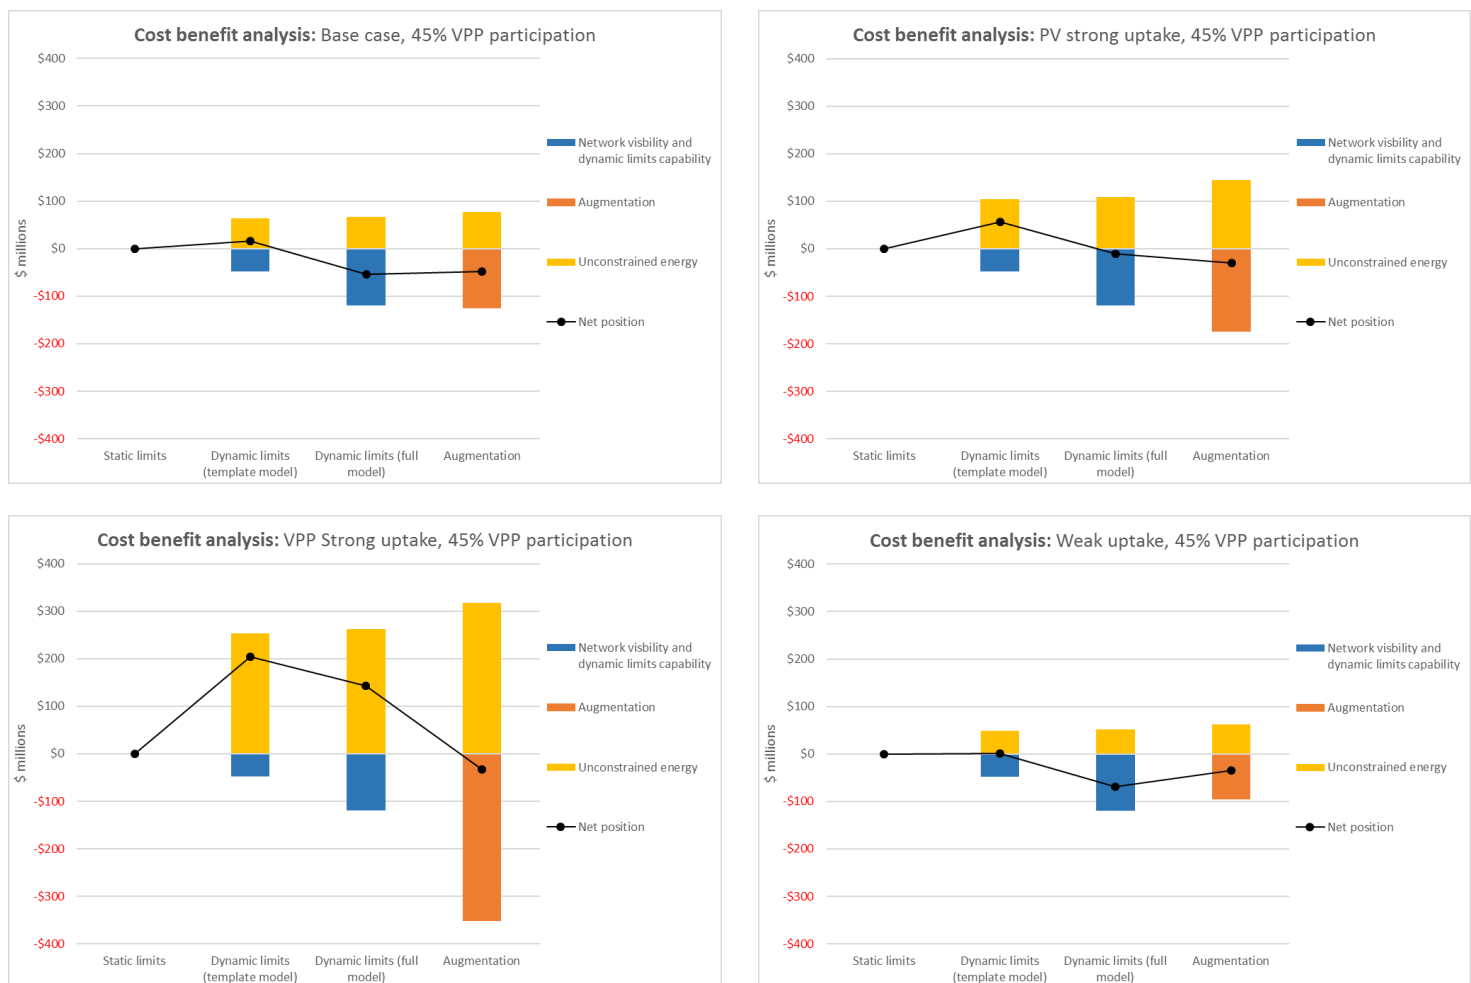 Cost benefit analysis: Base case, 45% VPP participation
$400
$300
$200
$100
$0
-$100
-$200
-$300
-$400
$ millions
Static limits
Dynamic limits
(template model)
Dynamic limits (full
model)
Augmentation
Network visbility and
dynamic limits capability
Augmentation
Unconstrained energy
Net position
Cost benefit analysis: PV strong uptake, 45% VPP participation
$400
$300
$200
$100
$0
-$100
-$200
-$300
-$400
$ millions
Static limits
Dynamic limits
(template model)
Dynamic limits (full
model)
Augmentation
Network visbility and
dynamic limits capability
Augmentation
Unconstrained energy
Net position
Cost benefit analysis: VPP Strong uptake, 45% VPP participation
$400
$300
$200
$100
$0
-$100
-$200
-$300
-$400
$ millions
Static limits
Dynamic limits
(template model)
Dynamic limits (full
model)
Augmentation
Network visbility and
dynamic limits capability
Augmentation
Unconstrained energy
Net position
Cost benefit analysis: Weak uptake, 45% VPP participation
$400
$300
$200
$100
$0
-$100
-$200
-$300
-$400
$ millions
Static limits
Dynamic limits
(template model)
Dynamic limits (full
model)
Augmentation
Network visbility and
dynamic limits capability
Augmentation
Unconstrained energy
Net position